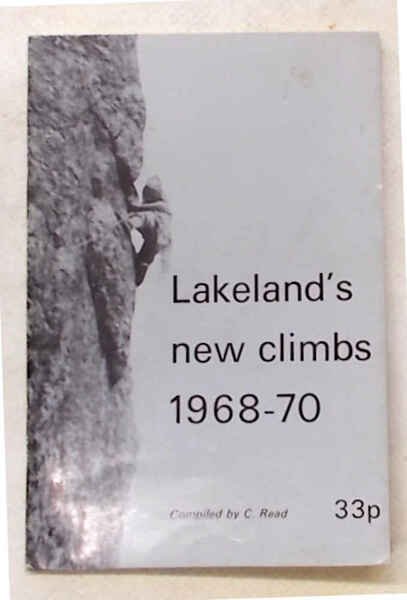 Lakeland's
new climbs
1968-70
Compiled by C. Read
33p